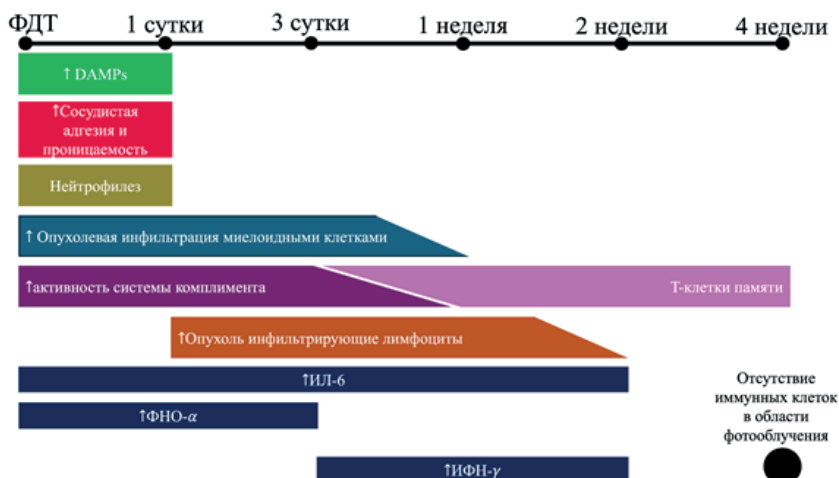 ФДТ 1 сутки 3 сутки 1 неделя 2 недели 4 недели
↑ DAMPs
↑Сосудистая
адгезия и
проницаемость
Нейтрофилез
↑ Опухолевая инфильтрация миелоидными клетками
↑активность системы комплимента
Т-клетки памяти
↑Опухоль инфильтрирующие лимфоциты
↑ИЛ-6
↑ФНО-α
↑ИФН-γ
Отсутствие
иммунных клеток
в области
фотооблучения